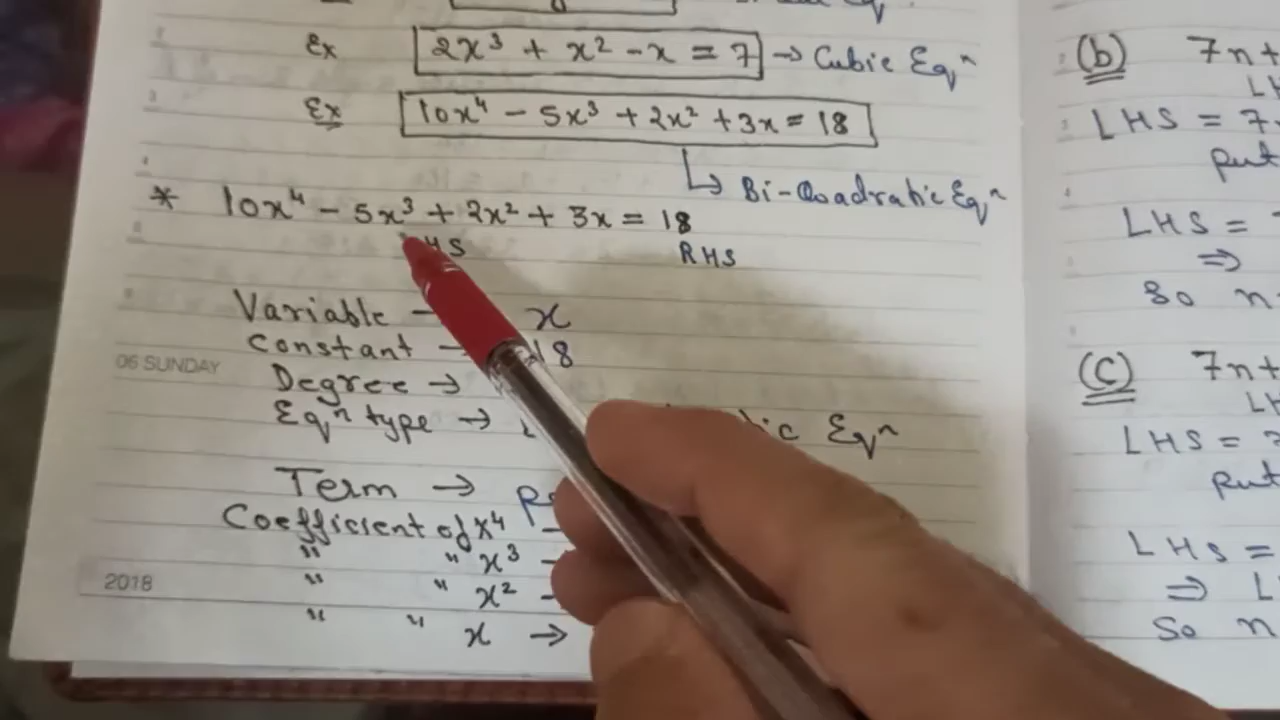 Ex 2x³ + x² - x = 7 → Cubic Eqⁿ
Ex 10x⁴ - 5x³ + 2x² + 3x = 18
↳ Bi-Quadratic Eqⁿ
* 10x⁴ - 5x³ + 2x² + 3x = 18
HS RHS
Variable - x
Constant - 18
06 SUNDAY
Degree →
Eqⁿ type → Eqⁿ
Term →
Coefficient of x⁴ -
" " x³ -
2018
" " x² -
" " x →
(b) 7n+
LHS = 7
put
LHS =
⇒
So n
(c) 7n+
LHS =
put
LHS =
⇒ L
So n